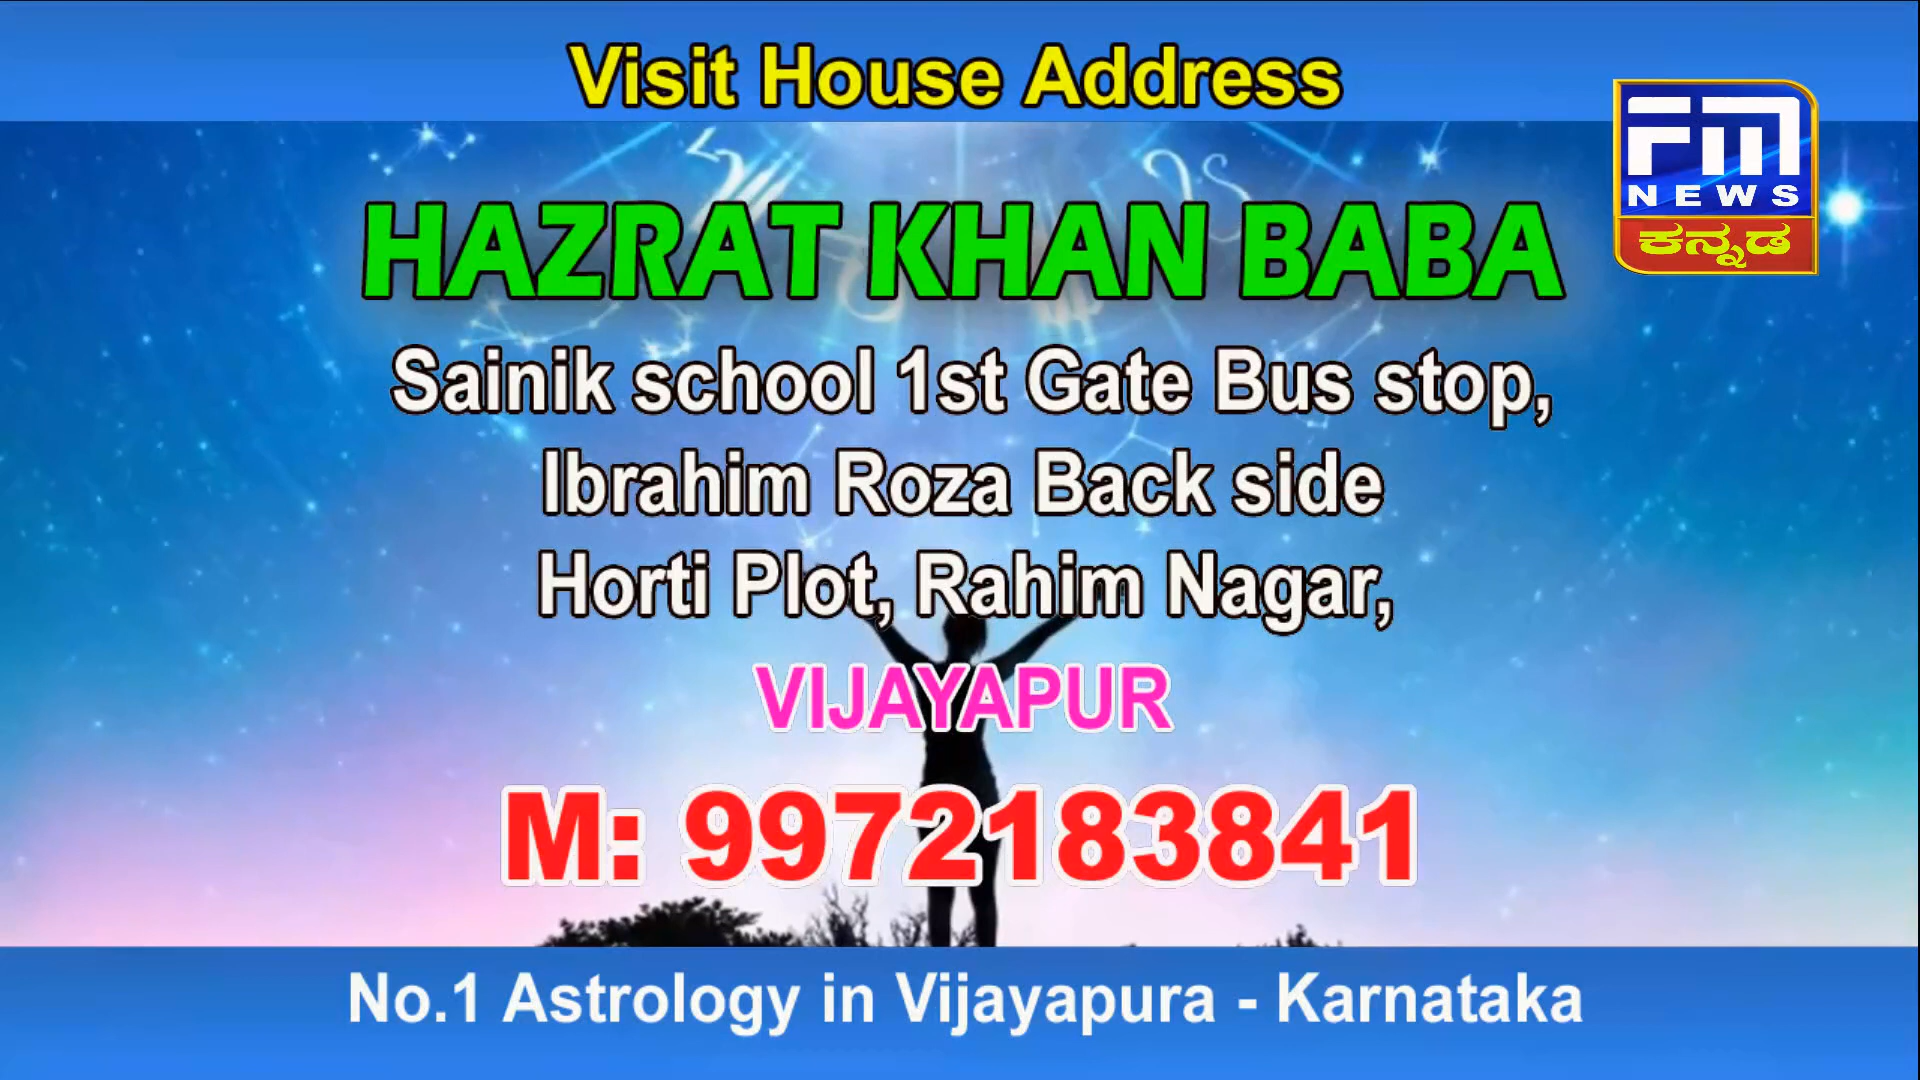 Visit House Address
FM
NEWS
ಕನ್ನಡ
HAZRAT KHAN BABA
Sainik school 1st Gate Bus stop,
Ibrahim Roza Back side
Horti Plot, Rahim Nagar,
VIJAYAPUR
M: 9972183841
No.1 Astrology in Vijayapura - Karnataka